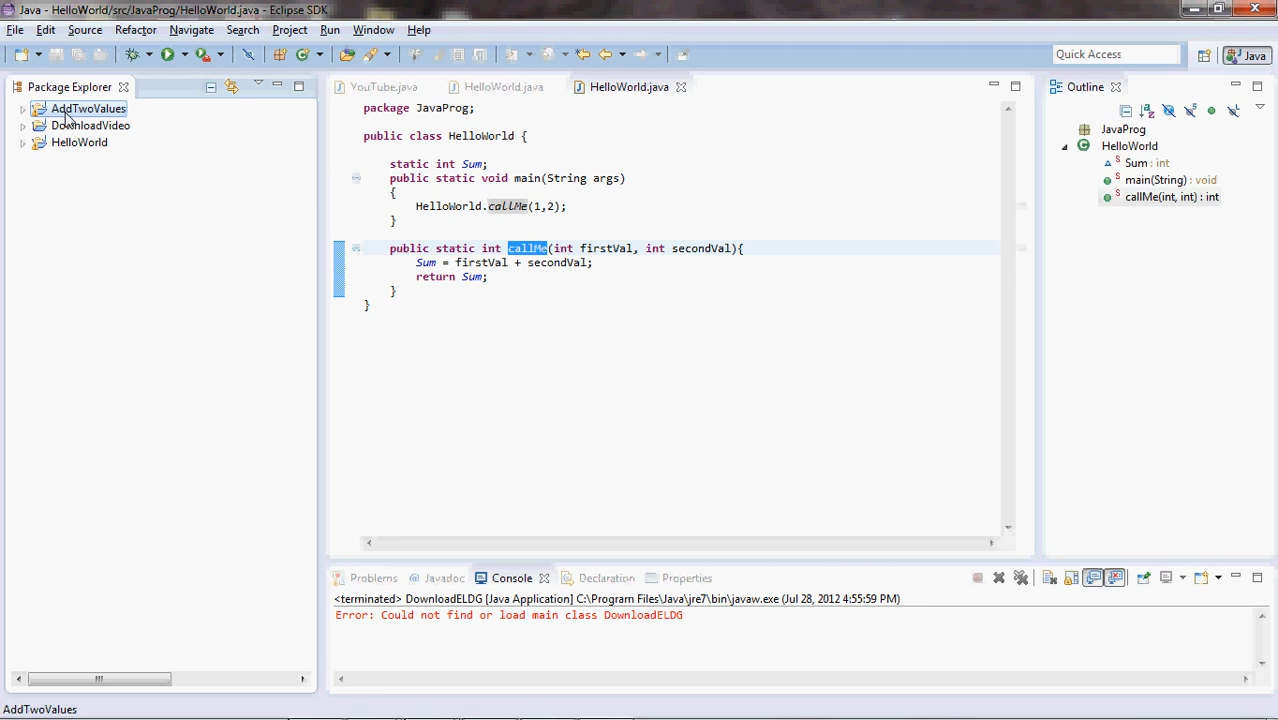 Java - HelloWorld/src/JavaProg/HelloWorld.java - Eclipse SDK
File Edit Source Refactor Navigate Search Project Run Window Help
Quick Access
Java
Package Explorer
AddTwoValues
DownloadVideo
HelloWorld
YouTube.java HelloWorld.java HelloWorld.java
package JavaProg;
public class HelloWorld {
static int Sum;
public static void main(String args)
{
HelloWorld.callMe(1,2);
}
public static int callMe(int firstVal, int secondVal){
Sum = firstVal + secondVal;
return Sum;
}
}
Outline
JavaProg
HelloWorld
Sum : int
main(String) : void
callMe(int, int) : int
Problems Javadoc Console Declaration Properties
<terminated> DownloadELDG [Java Application] C:\Program Files\Java\jre7\bin\javaw.exe (Jul 28, 2012 4:55:59 PM)
Error: Could not find or load main class DownloadELDG
AddTwoValues